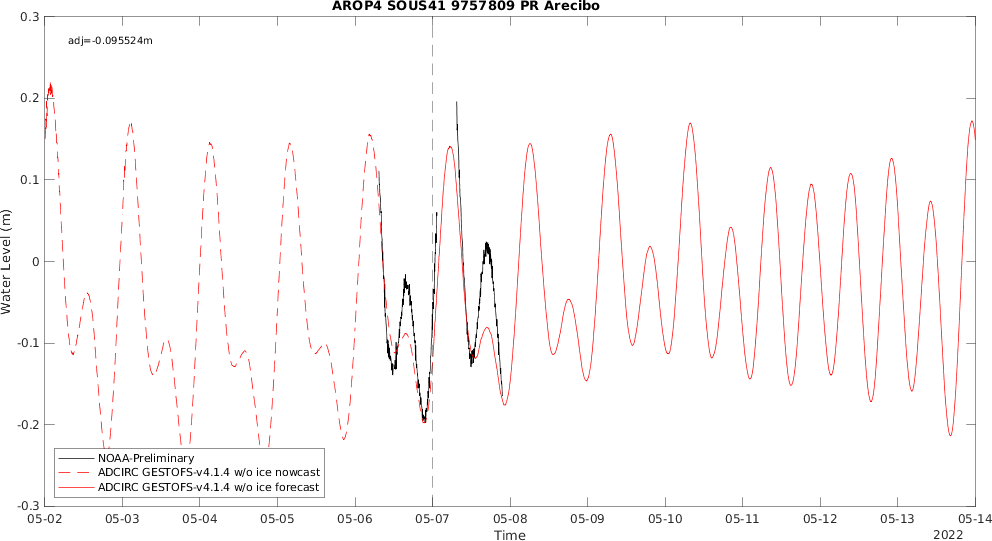 AROP4 SOUS41 9757809 PR Arecibo
adj=-0.095524m
0.3
0.2
0.1
0
-0.1
-0.2
-0.3
Water Level (m)
NOAA-Preliminary
ADCIRC GESTOFS-v4.1.4 w/o ice nowcast
ADCIRC GESTOFS-v4.1.4 w/o ice forecast
05-02 05-03 05-04 05-05 05-06 05-07 05-08 05-09 05-10 05-11 05-12 05-13 05-14
Time
2022